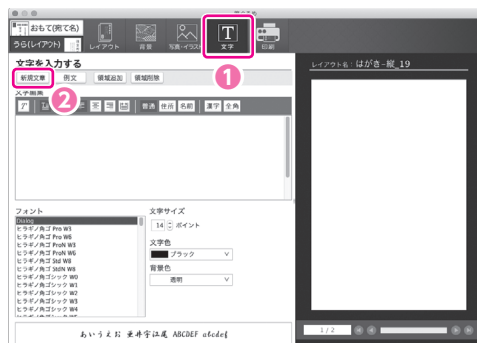 おもて(宛て名)
うら(レイアウト)
レイアウト
背景
写真・イラスト
文字
印刷
1
文字を入力する
新規文章
例文
領域追加
領域削除
2
文字編集
普通
住所
名前
漢字
全角
フォント
Dialog
ヒラギノ角ゴ Pro W3
ヒラギノ角ゴ Pro W6
ヒラギノ角ゴ ProN W3
ヒラギノ角ゴ ProN W6
ヒラギノ角ゴ Std W8
ヒラギノ角ゴ StdN W8
ヒラギノ角ゴシック W0
ヒラギノ角ゴシック W1
ヒラギノ角ゴシック W2
ヒラギノ角ゴシック W3
ヒラギノ角ゴシック W4
文字サイズ
14 ポイント
文字色
ブラック
背景色
透明
あいうえお 亜井宇江尾 ABCDEF abcdef
レイアウト名: はがき-縦_19
1 / 2